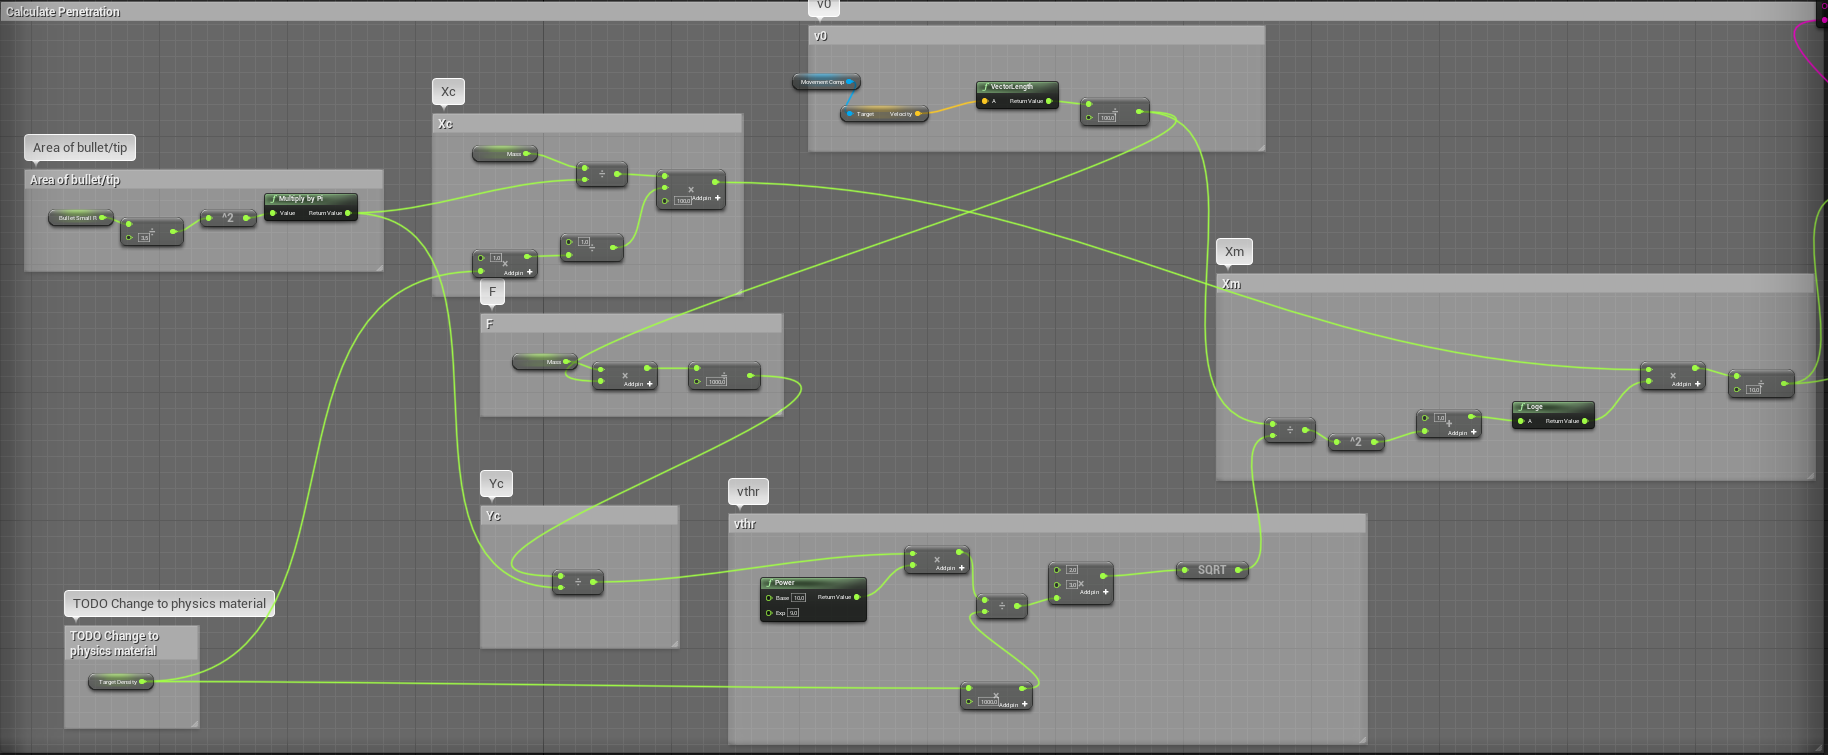 Calculate Penetration
v0
v0
Movement Comp
Target
Velocity
VectorLength
A
Return Value
÷
100.0
Xc
Xc
Mass
÷
×
100.0
Add pin +
1.0
÷
1.0
×
Add pin +
Area of bullet/tip
Area of bullet/tip
Bullet Small R
÷
^2
Multiply by Pi
Value
Return Value
F
F
Mass
×
Add pin +
÷
1000.0
Xm
Xm
÷
^2
1.0
+
Add pin +
Loge
A
Return Value
×
Add pin +
÷
10.0
Yc
Yc
÷
vthr
vthr
Power
Base
10.0
Return Value
Exp
9.0
×
Add pin +
÷
2.0
3.0
×
Add pin +
SQRT
×
1000.0
Add pin +
TODO Change to physics material
TODO Change to
physics material
Target Density